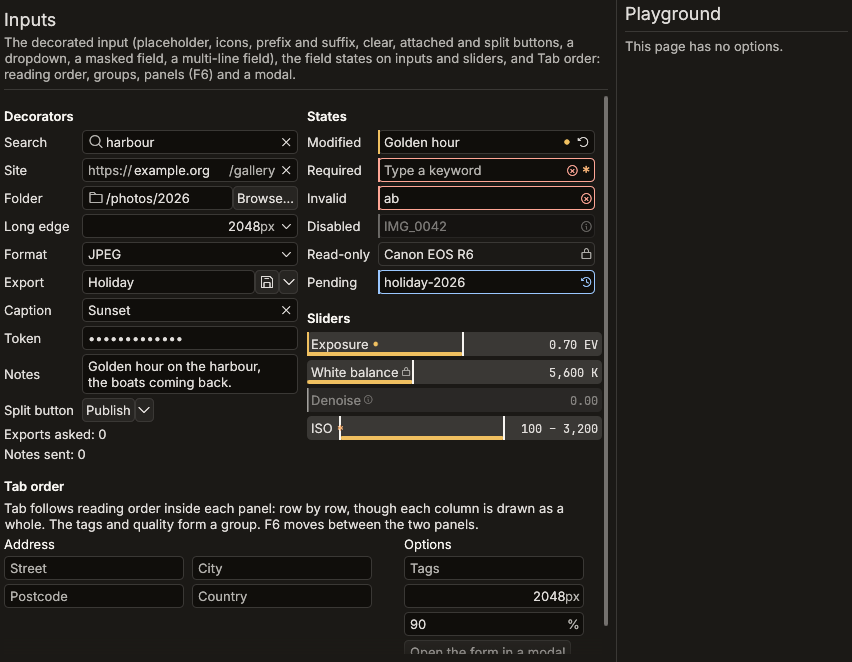 Inputs
The decorated input (placeholder, icons, prefix and suffix, clear, attached and split buttons, a
dropdown, a masked field, a multi-line field), the field states on inputs and sliders, and Tab order:
reading order, groups, panels (F6) and a modal.
Playground
This page has no options.
Decorators
Search harbour
Site https://example.org /gallery
Folder /photos/2026 Browse...
Long edge 2048px
Format JPEG
Export Holiday
Caption Sunset
Token •••••••••••••
Notes Golden hour on the harbour,
the boats coming back.
Split button Publish
Exports asked: 0
Notes sent: 0
States
Modified Golden hour
Required Type a keyword *
Invalid ab
Disabled IMG_0042
Read-only Canon EOS R6
Pending holiday-2026
Sliders
Exposure 0.70 EV
White balance 5,600 K
Denoise 0.00
ISO * 100 – 3,200
Tab order
Tab follows reading order inside each panel: row by row, though each column is drawn as a
whole. The tags and quality form a group. F6 moves between the two panels.
Address
Street City
Postcode Country
Options
Tags
2048px
90 %
Open the form in a modal